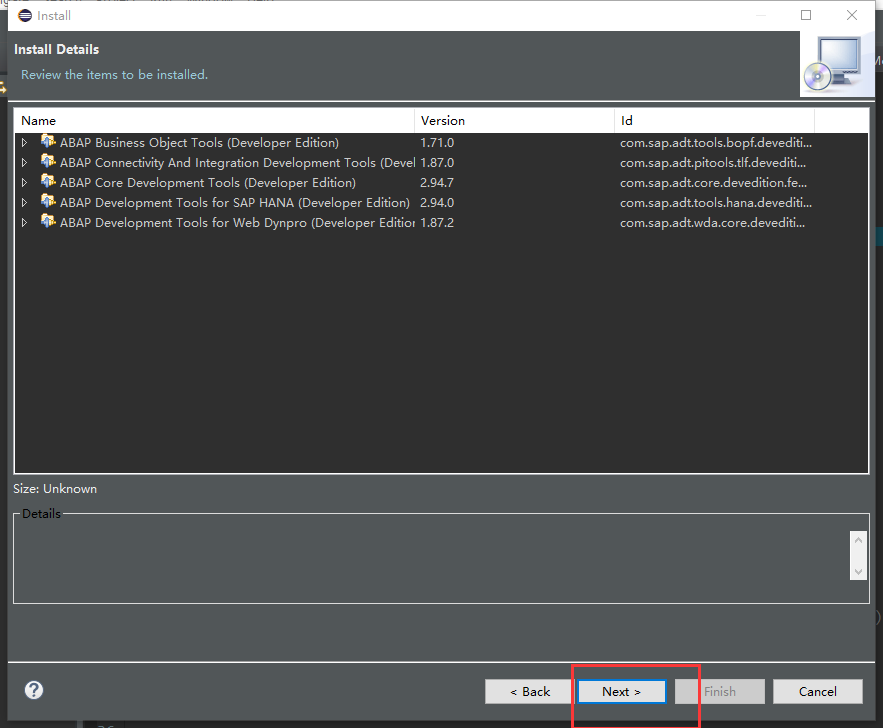 Install
Install Details
Review the items to be installed.
Name Version Id
ABAP Business Object Tools (Developer Edition) 1.71.0 com.sap.adt.tools.bopf.devediti...
ABAP Connectivity And Integration Development Tools (Devel 1.87.0 com.sap.adt.pitools.tlf.devediti...
ABAP Core Development Tools (Developer Edition) 2.94.7 com.sap.adt.core.devedition.fe...
ABAP Development Tools for SAP HANA (Developer Edition) 2.94.0 com.sap.adt.tools.hana.devediti...
ABAP Development Tools for Web Dynpro (Developer Edition 1.87.2 com.sap.adt.wda.core.devediti...
Size: Unknown
Details
? < Back Next > Finish Cancel